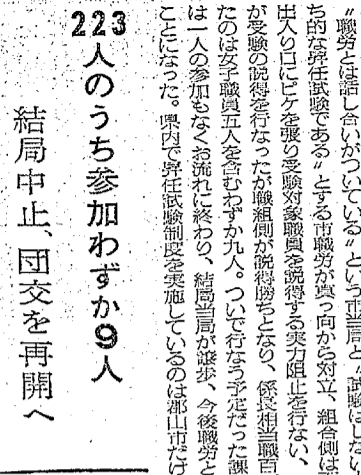 〃職労とは話し合いがついている〃という市当局と〃試験
ち的な昇任試験である〃とする市職労が真っ向から対立、組合側は
出入り口にピケを張り受験対象職員を説得する実力阻止を行ない、
が受験の説得を行なったが職組側が説得勝ちとなり、係長相当職百
たのは女子職員五人を含むわずか九人。ついで行なう予定だった課
は一人の参加もなくお流れに終わり、結局当局が譲歩、今後職労と
ことになった。県内で昇任試験制度を実施しているのは郡山市だけ
223人のうち参加わずか9人
結局中止、団交を再開へ